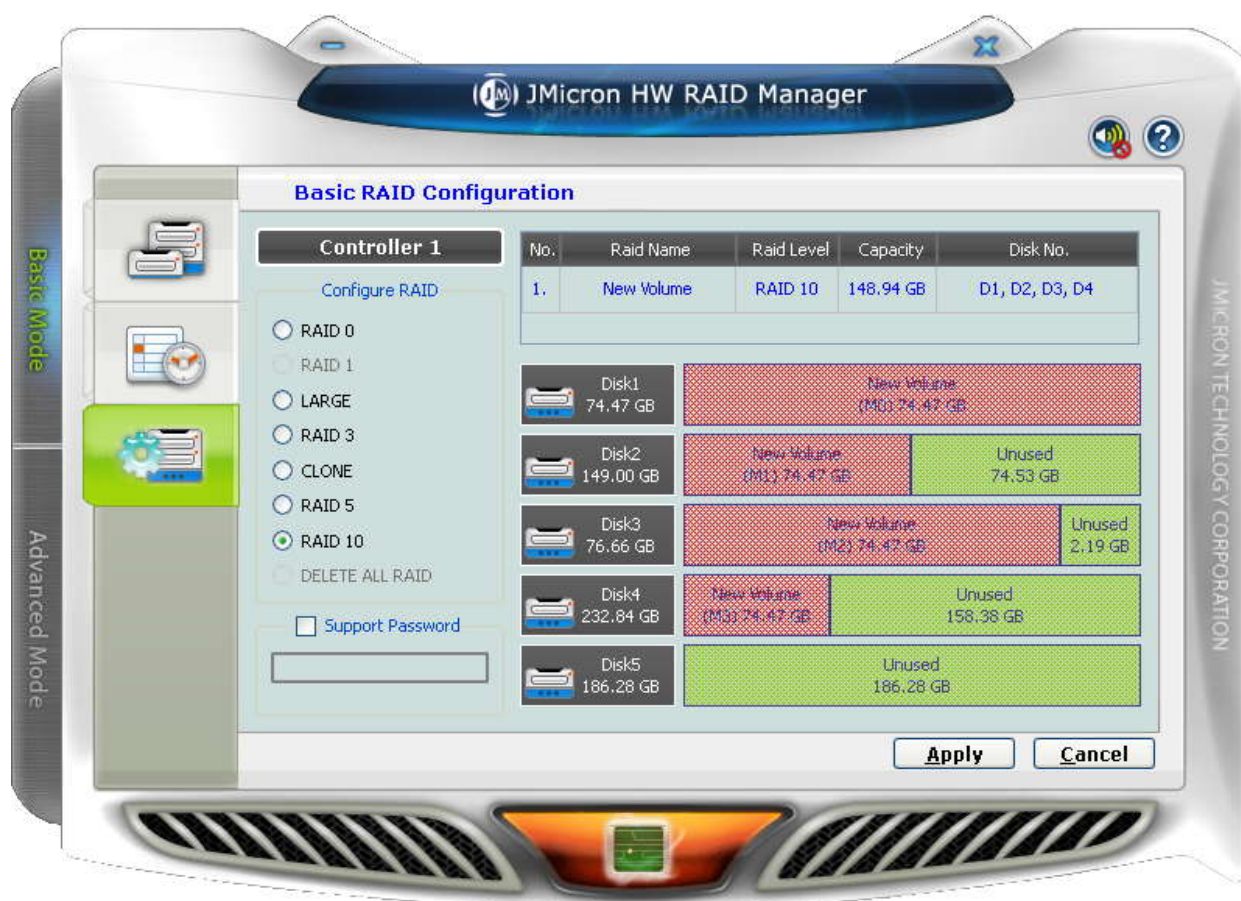 JM JMicron HW RAID Manager
Basic Mode
Advanced Mode
JMICRON TECHNOLOGY CORPORATION
Basic RAID Configuration
Controller 1
Configure RAID
RAID 0
RAID 1
LARGE
RAID 3
CLONE
RAID 5
RAID 10
DELETE ALL RAID
Support Password
No. Raid Name Raid Level Capacity Disk No.
1. New Volume RAID 10 148.94 GB D1, D2, D3, D4
Disk1
74.47 GB
New Volume
(M0) 74.47 GB
Disk2
149.00 GB
New Volume
(M1) 74.47 GB
Unused
74.53 GB
Disk3
76.66 GB
New Volume
(M2) 74.47 GB
Unused
2.19 GB
Disk4
232.84 GB
New Volume
(M3) 74.47 GB
Unused
158.38 GB
Disk5
186.28 GB
Unused
186.28 GB
Apply
Cancel